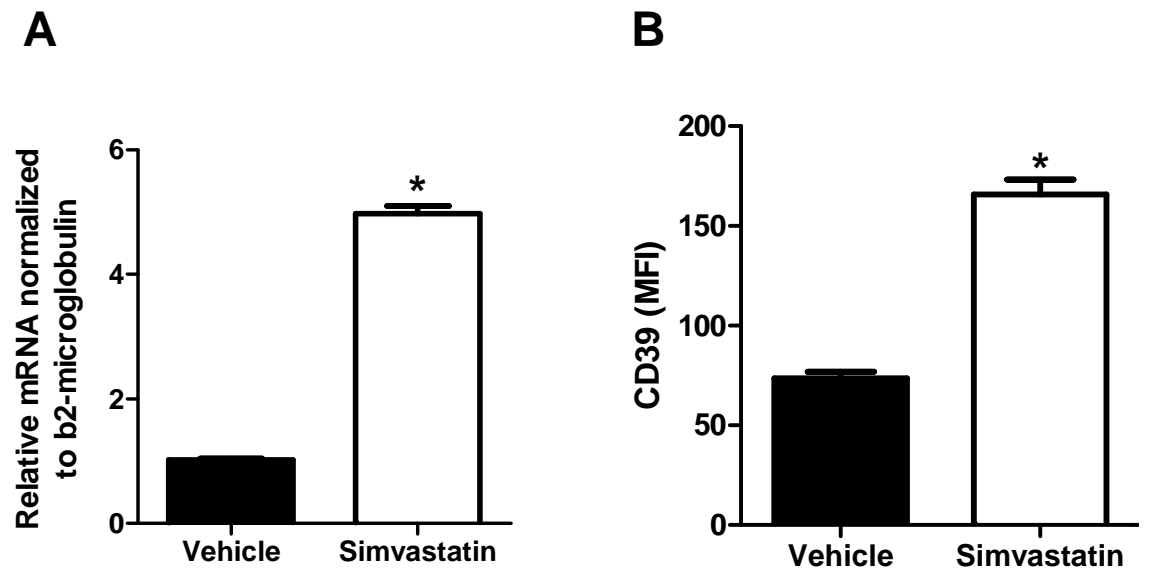 A
Relative mRNA normalized
to b2-microglobulin
6
4
2
0
*
Vehicle
Simvastatin
B
CD39 (MFI)
200
150
100
50
0
*
Vehicle
Simvastatin